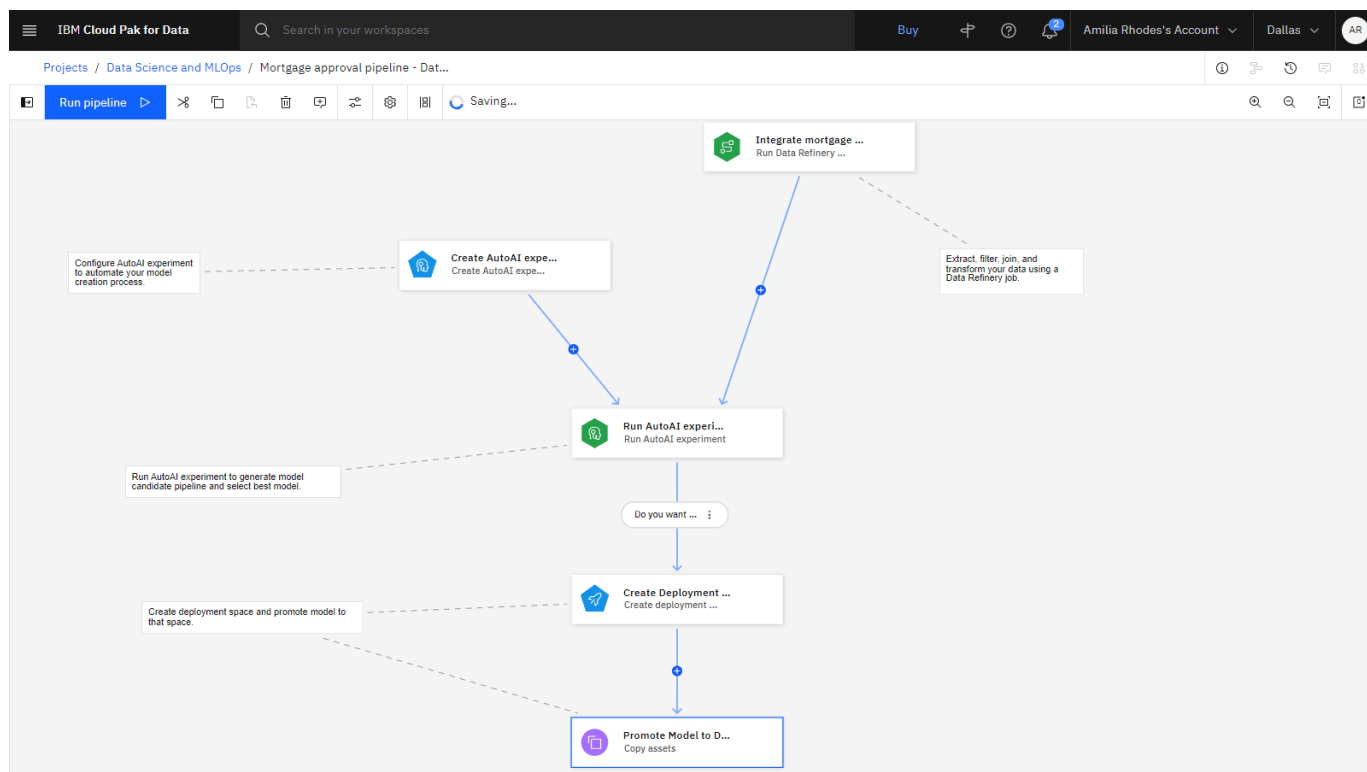 IBM Cloud Pak for Data
Search in your workspaces
Buy
2
Amilia Rhodes's Account
Dallas
AR
Projects / Data Science and MLOps / Mortgage approval pipeline - Dat...
Run pipeline
Saving...
Integrate mortgage ...
Run Data Refinery ...
Configure AutoAI experiment
to automate your model
creation process.
Create AutoAI expe...
Create AutoAI expe...
Extract, filter, join, and
transform your data using a
Data Refinery job.
Run AutoAI experi...
Run AutoAI experiment
Run AutoAI experiment to generate model
candidate pipeline and select best model.
Do you want ...
Create Deployment ...
Create deployment ...
Create deployment space and promote model to
that space.
Promote Model to D...
Copy assets